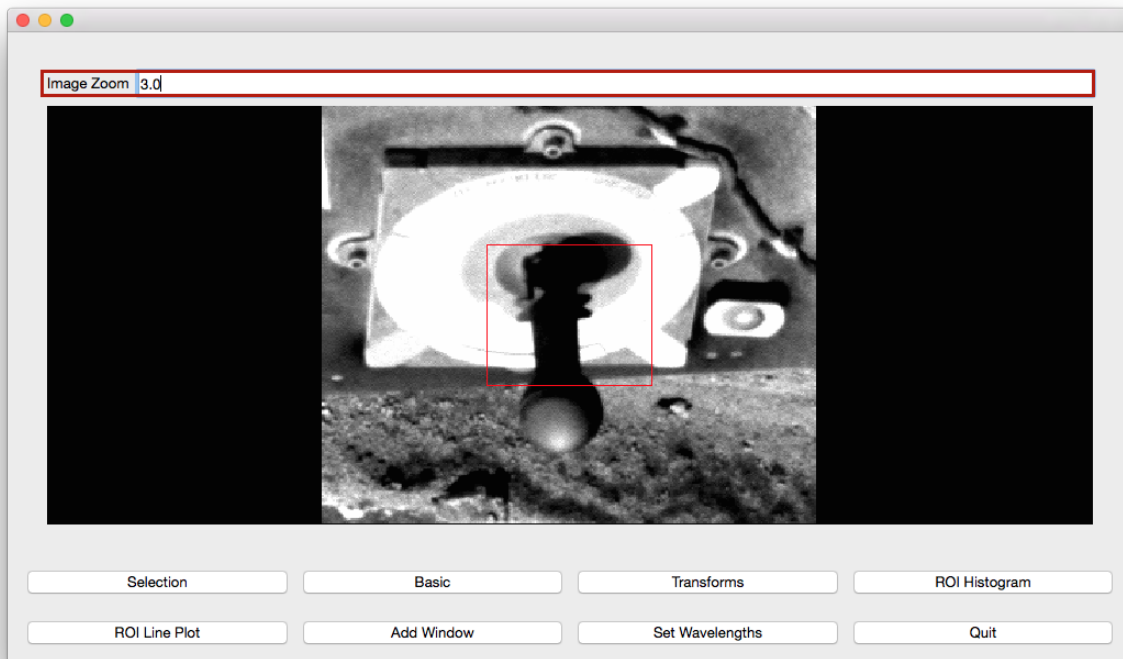 Image Zoom 3.0
Selection Basic Transforms ROI Histogram
ROI Line Plot Add Window Set Wavelengths Quit